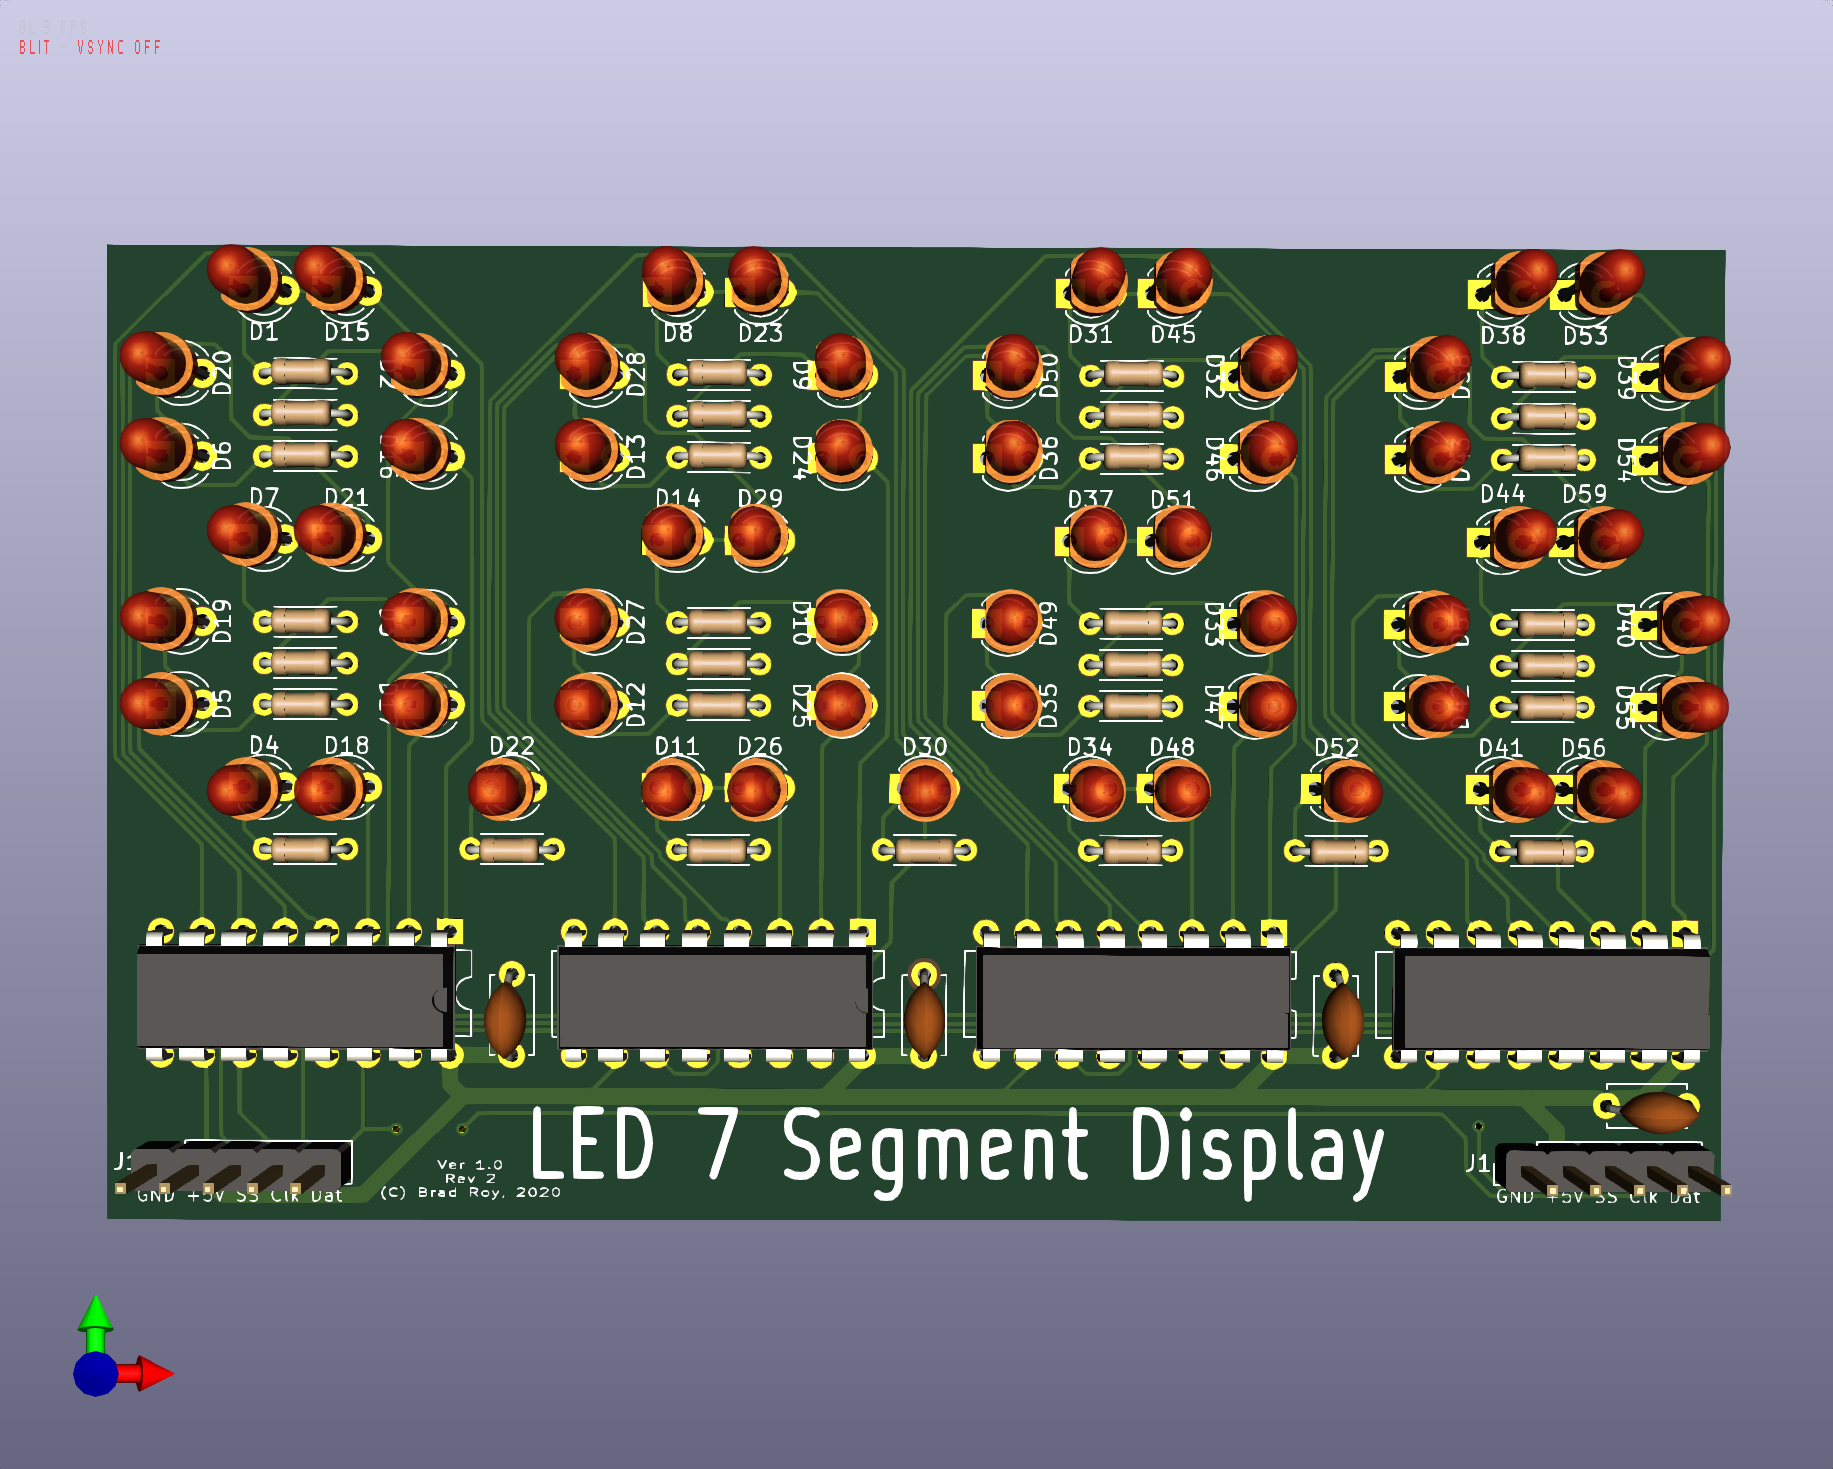 BLIT - VSYNC OFF
D1 D15 D8 D23 D31 D45 D38 D53
D20 D28 D9 D50 D32 D39
D6 D13 D24 D36 D46 D54
D7 D21 D14 D29 D37 D51 D44 D59
D19 D27 D10 D49 D33 D40
D5 D12 D25 D35 D47 D55
D4 D18 D22 D11 D26 D30 D34 D48 D52 D41 D56
LED 7 Segment Display
J1
J1
Ver 1.0
Rev 2
(C) Brad Roy, 2020
GND +5V SS Clk Dat
GND +5V SS Clk Dat